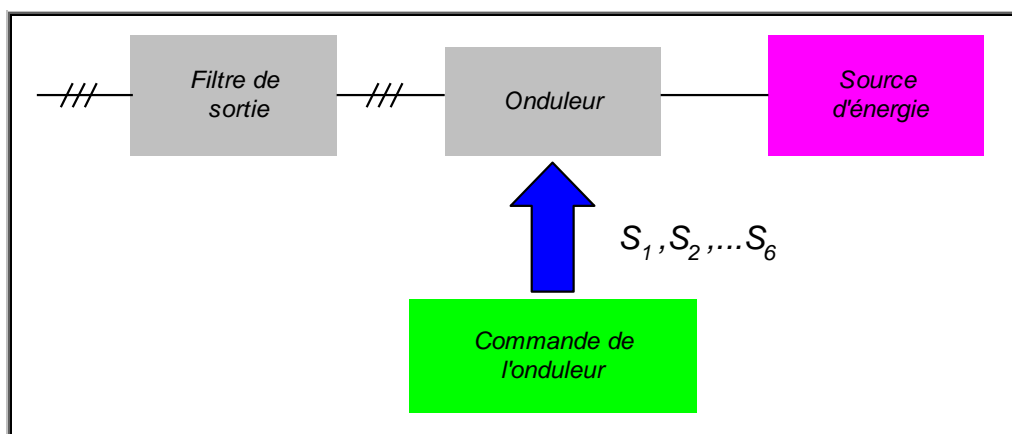 Filtre de
sortie
Onduleur
Source
d'énergie
S1,S2,...S6
Commande de
l'onduleur